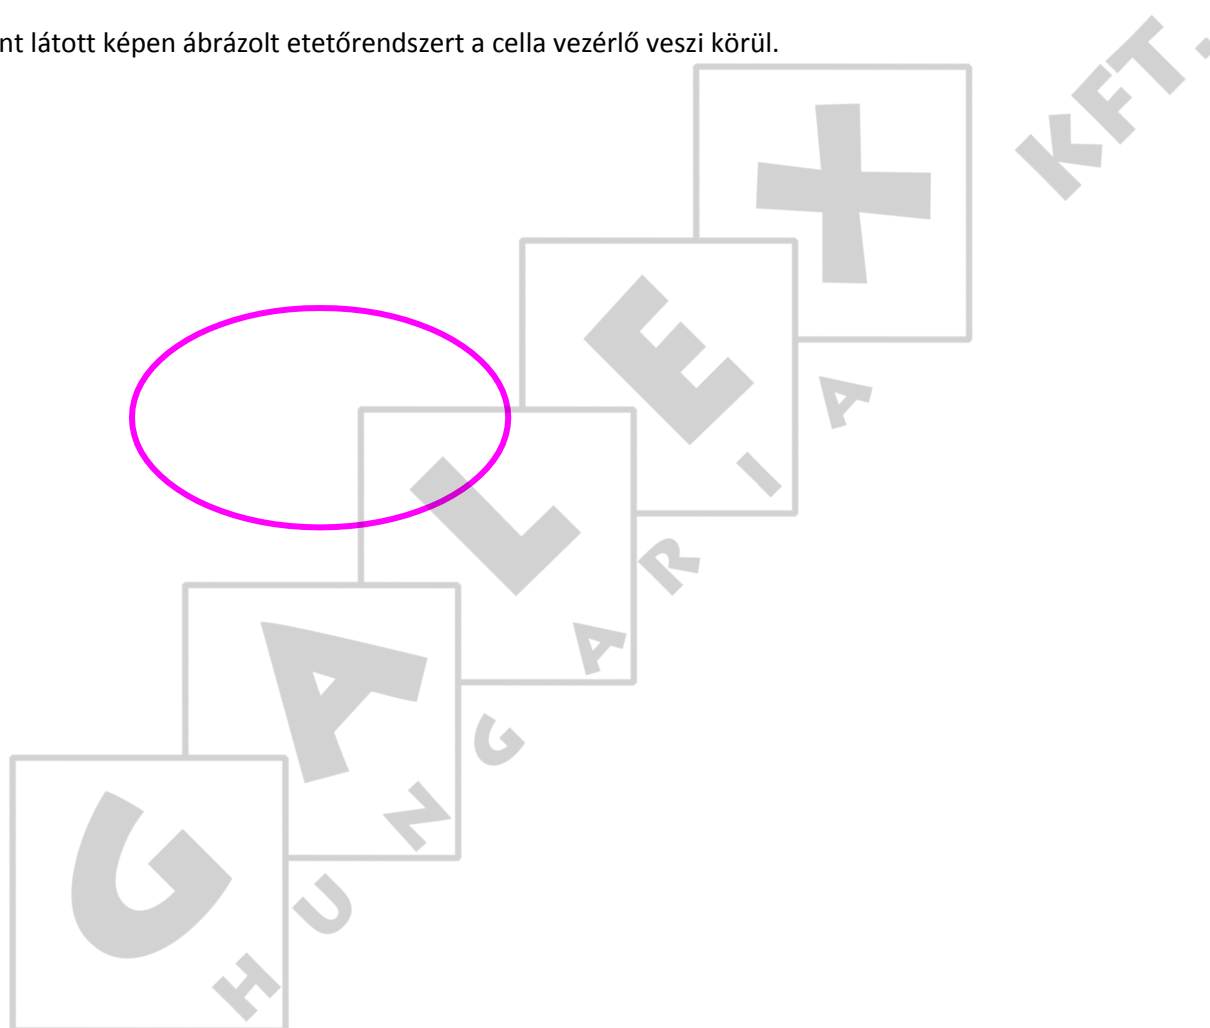 nt látott képen ábrázolt etetőrendszert a cella vezérlő veszi körül.
GALEX
HUNGARIA KFT.